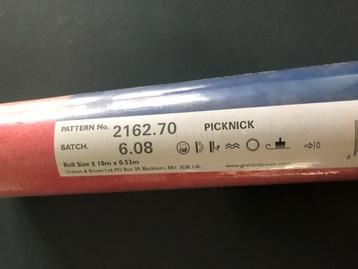 PATTERN No. 2162.70 PICKNICK
BATCH. 6.08
Roll Size ± 10m x 0.53m
Graham & Brown Ltd. PO Box 39, Blackburn, BB1 3DB, UK.
www.grahambrown.com